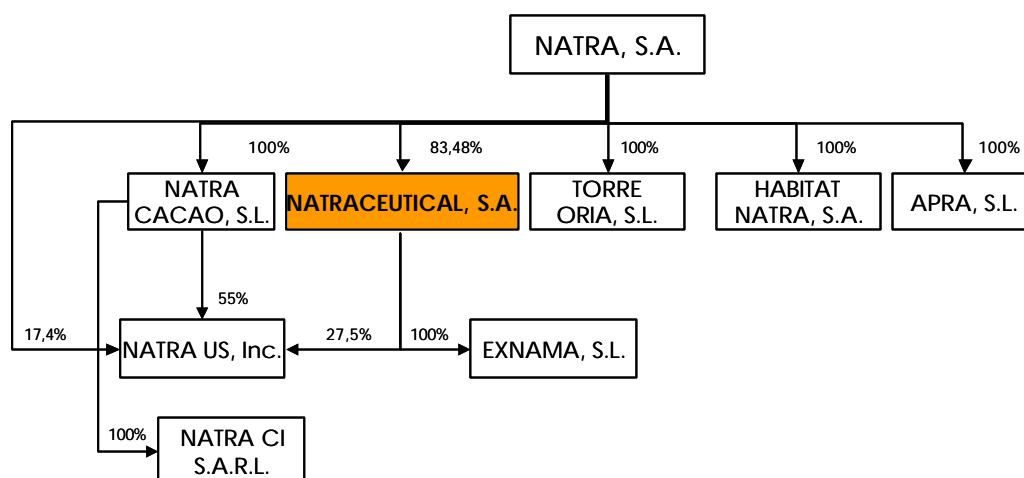 NATRA, S.A.
100%
83,48%
100%
100%
100%
NATRA
CACAO, S.L.
NATRACEUTICAL, S.A.
TORRE
ORIA, S.L.
HABITAT
NATRA, S.A.
APRA, S.L.
55%
17,4%
27,5%
100%
NATRA US, Inc.
EXNAMA, S.L.
100%
NATRA CI
S.A.R.L.